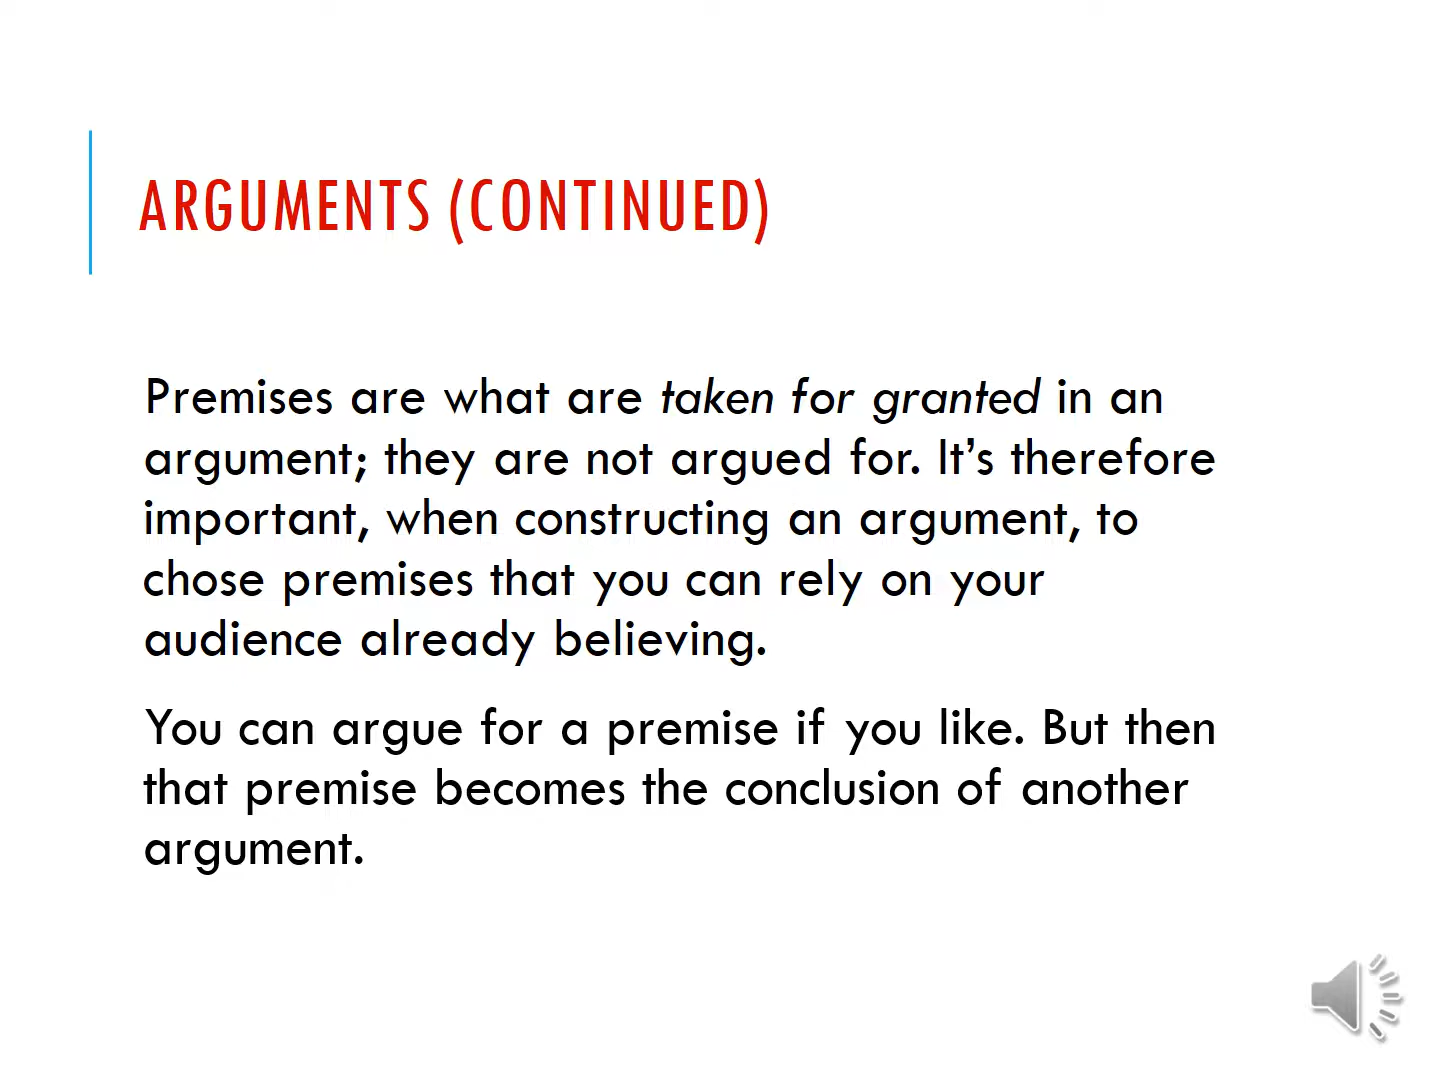 ARGUMENTS (CONTINUED)
Premises are what are taken for granted in an
argument; they are not argued for. It’s therefore
important, when constructing an argument, to
chose premises that you can rely on your
audience already believing.
You can argue for a premise if you like. But then
that premise becomes the conclusion of another
argument.